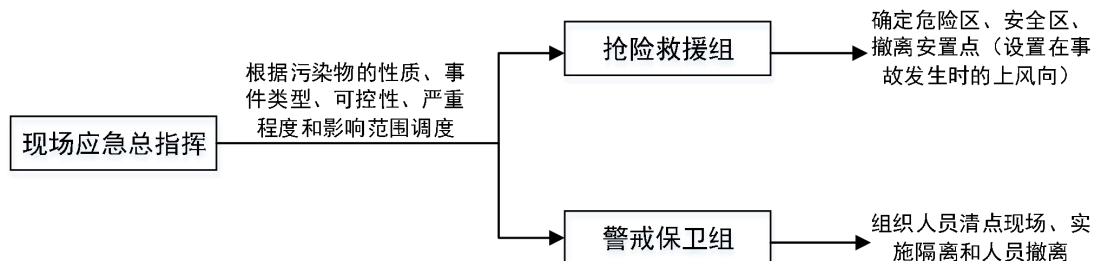 现场应急总指挥
根据污染物的性质、事
件类型、可控性、严重
程度和影响范围调度
抢险救援组
确定危险区、安全区、
撤离安置点（设置在事
故发生时的上风向）
警戒保卫组
组织人员清点现场、实
施隔离和人员撤离